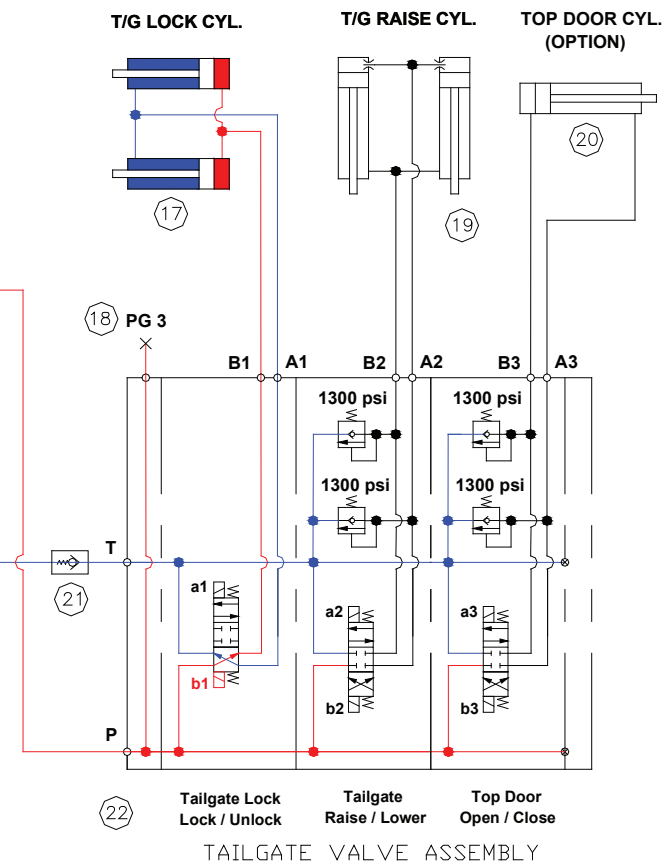 T/G LOCK CYL.
T/G RAISE CYL.
TOP DOOR CYL.
(OPTION)
20
17
19
18
PG 3
B1
A1
B2
A2
B3
A3
1300 psi
1300 psi
1300 psi
1300 psi
T
21
a1
a2
a3
b1
b2
b3
P
22
Tailgate Lock
Lock / Unlock
Tailgate
Raise / Lower
Top Door
Open / Close
TAILGATE VALVE ASSEMBLY